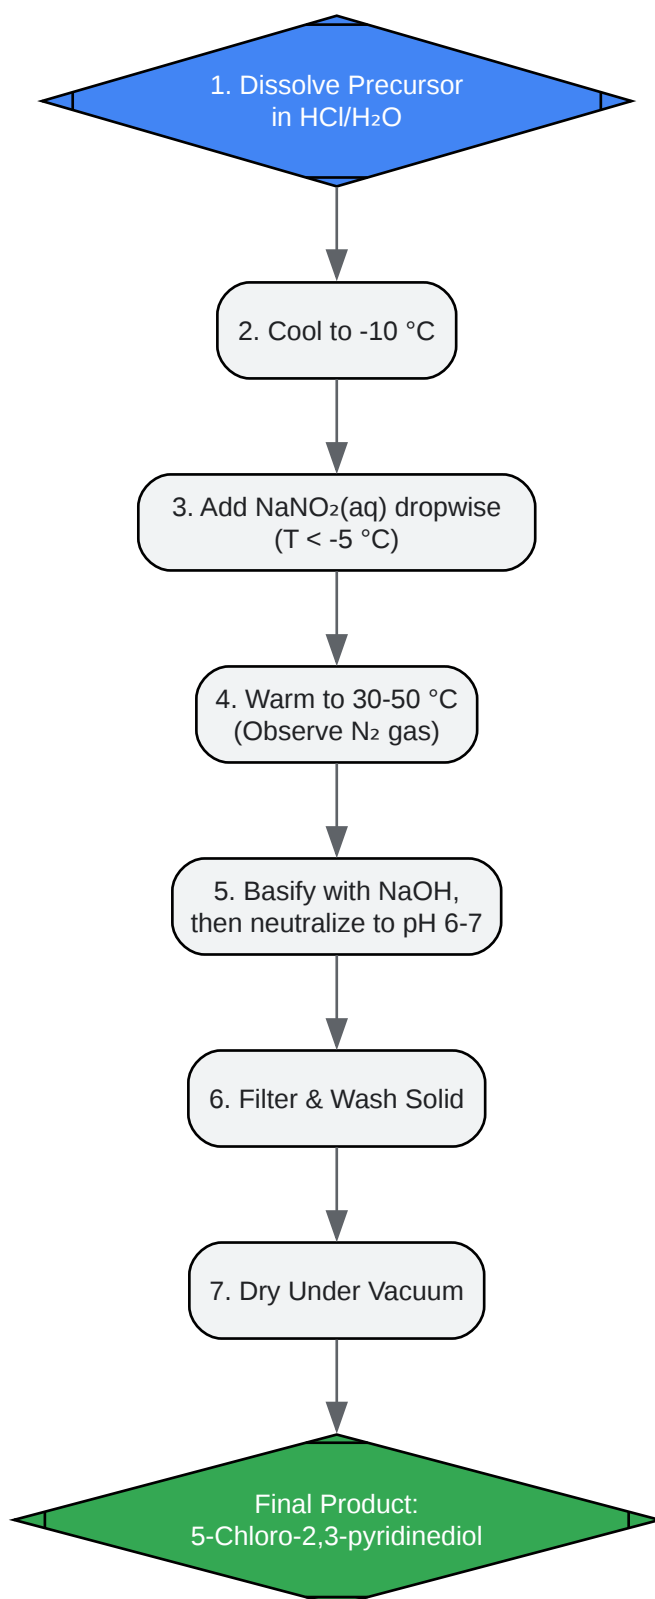 1. Dissolve Precursor
in HCl/H₂O
2. Cool to -10 °C
3. Add NaNO₂(aq) dropwise
(T < -5 °C)
4. Warm to 30-50 °C
(Observe N₂ gas)
5. Basify with NaOH,
then neutralize to pH 6-7
6. Filter & Wash Solid
7. Dry Under Vacuum
Final Product:
5-Chloro-2,3-pyridinediol